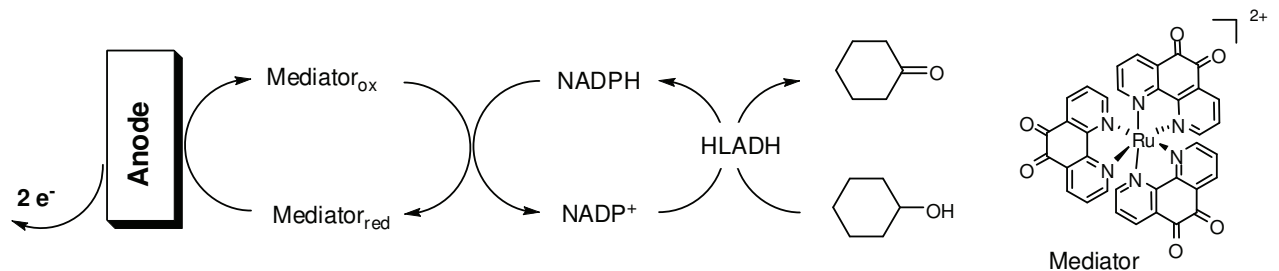 Anode
2 e-
Mediatorox
Mediatorred
NADPH
NADP+
HLADH
O
OH
2+
O
O
N
N
O
O
N
N
Ru
N
N
O
O
Mediator